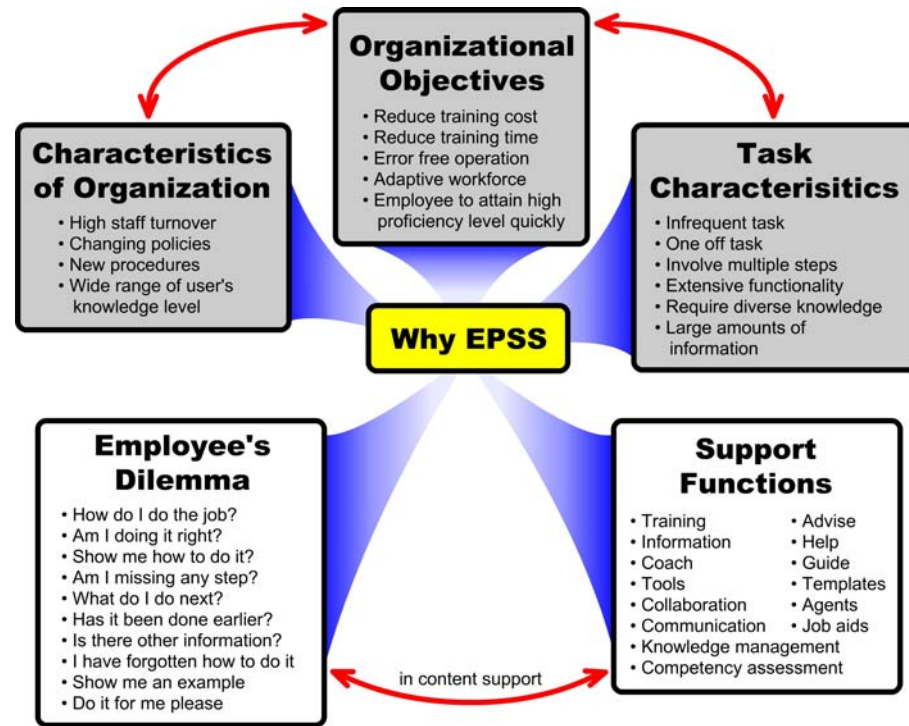 Organizational
Objectives
• Reduce training cost
• Reduce training time
• Error free operation
• Adaptive workforce
• Employee to attain high
proficiency level quickly
Characteristics
of Organization
• High staff turnover
• Changing policies
• New procedures
• Wide range of user's
knowledge level
Task
Characterisitics
• Infrequent task
• One off task
• Involve multiple steps
• Extensive functionality
• Require diverse knowledge
• Large amounts of
information
Why EPSS
Employee's
Dilemma
• How do I do the job?
• Am I doing it right?
• Show me how to do it?
• Am I missing any step?
• What do I do next?
• Has it been done earlier?
• Is there other information?
• I have forgotten how to do it
• Show me an example
• Do it for me please
Support
Functions
• Training
• Information
• Coach
• Tools
• Collaboration
• Communication
• Knowledge management
• Competency assessment
• Advise
• Help
• Guide
• Templates
• Agents
• Job aids
in content support